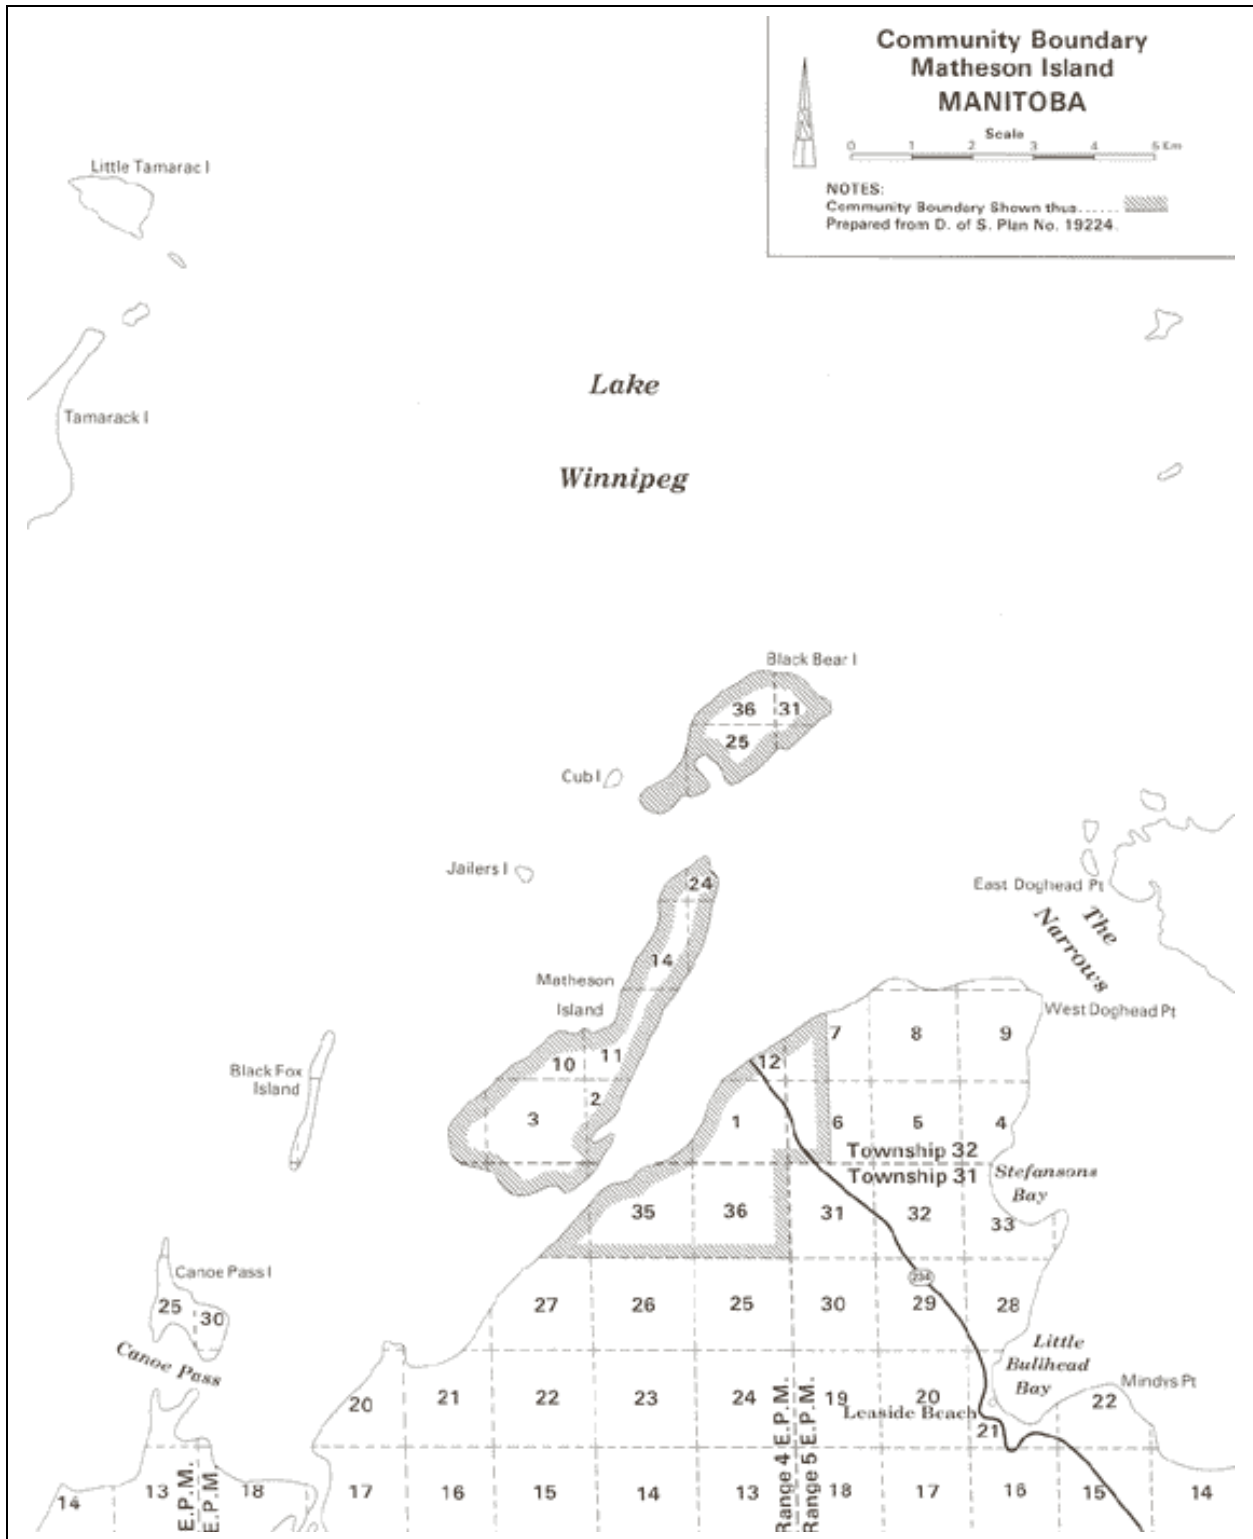 Community Boundary
Matheson Island
MANITOBA
Scale
0 1 2 3 4 5 Km
NOTES:
Community Boundary Shown thus......
Prepared from D. of S. Plan No. 19224.
Little Tamarac I
Lake
Tamarack I
Winnipeg
Black Bear I
36 31
25
Cub I
Jailers I
24
East Doghead Pt
The
Narrows
14
Matheson
Island
West Doghead Pt
7 8 9
10 11
12
Black Fox
Island
2
3
1
6 5 4
Township 32
Township 31
Stefansons
Bay
35 36 31 32 33
Canoe Pass I
234
25 30
27 26 25 30 29 28
Canoe Pass
Little
Bullhead
Bay
Mindys Pt
20 21 22 23 24 19 20 22
Leaside Beach
21
Range 4 E.P.M.
Range 5 E.P.M.
14 13 18 17 16 15 14 13 18 17 16 15 14
E.P.M.
E.P.M.